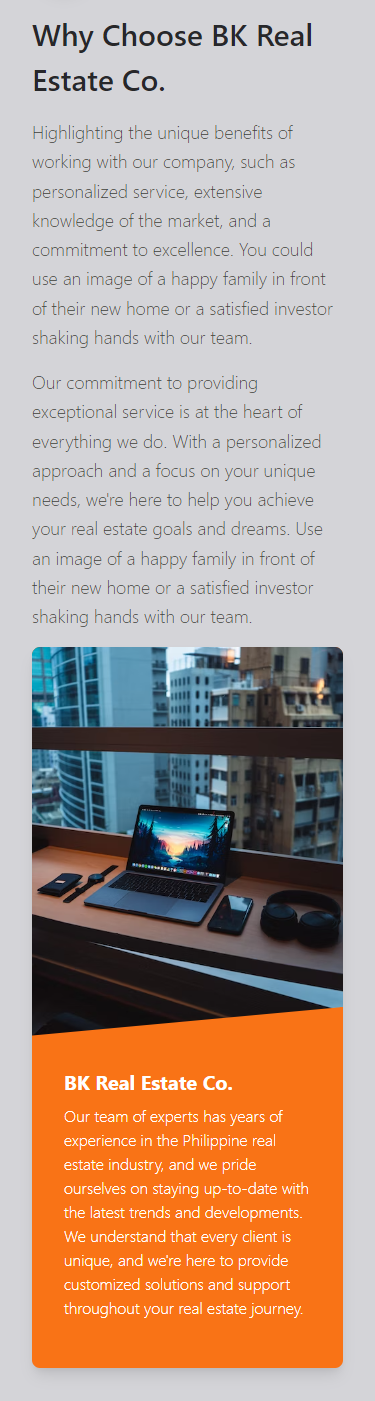 Why Choose BK Real
Estate Co.
Highlighting the unique benefits of
working with our company, such as
personalized service, extensive
knowledge of the market, and a
commitment to excellence. You could
use an image of a happy family in front
of their new home or a satisfied investor
shaking hands with our team.
Our commitment to providing
exceptional service is at the heart of
everything we do. With a personalized
approach and a focus on your unique
needs, we're here to help you achieve
your real estate goals and dreams. Use
an image of a happy family in front of
their new home or a satisfied investor
shaking hands with our team.
BK Real Estate Co.
Our team of experts has years of
experience in the Philippine real
estate industry, and we pride
ourselves on staying up-to-date with
the latest trends and developments.
We understand that every client is
unique, and we're here to provide
customized solutions and support
throughout your real estate journey.